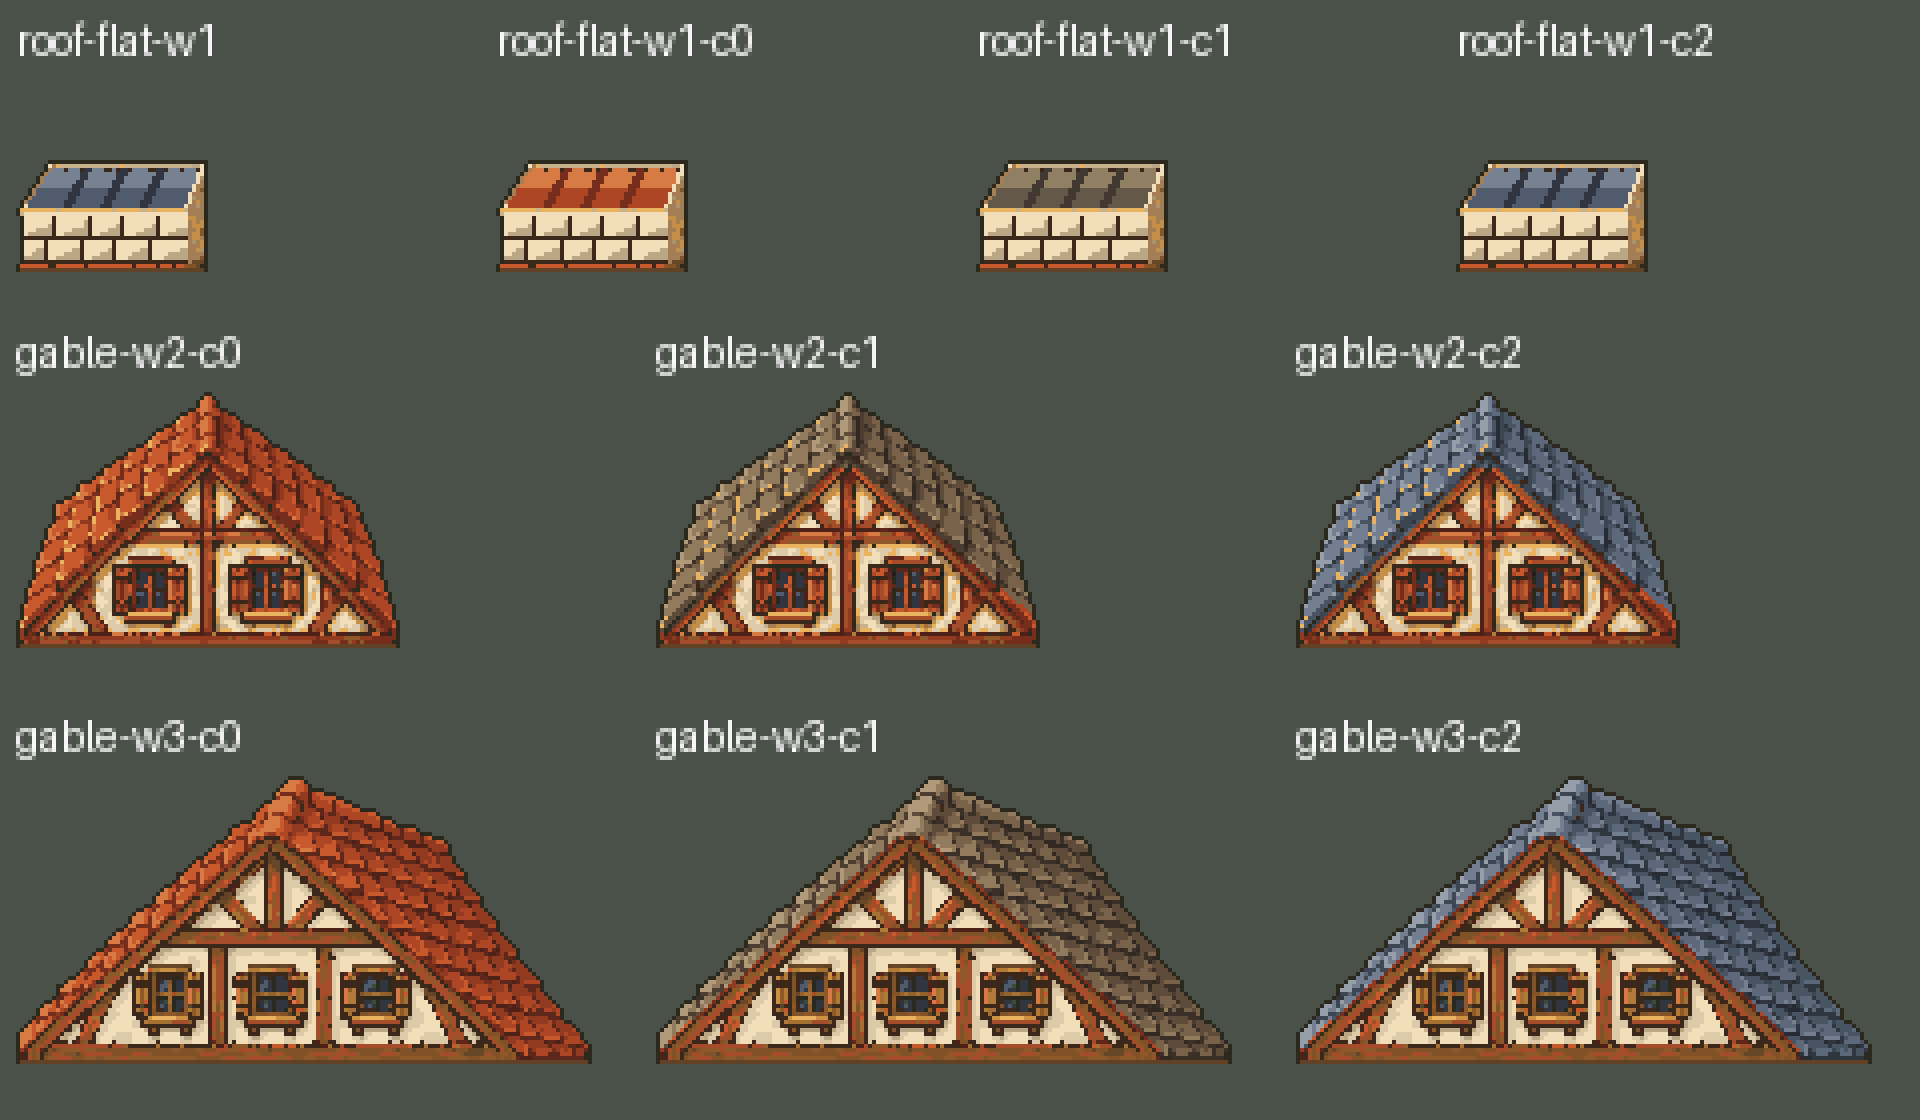 roof-flat-w1
roof-flat-w1-c0
roof-flat-w1-c1
roof-flat-w1-c2
gable-w2-c0
gable-w2-c1
gable-w2-c2
gable-w3-c0
gable-w3-c1
gable-w3-c2